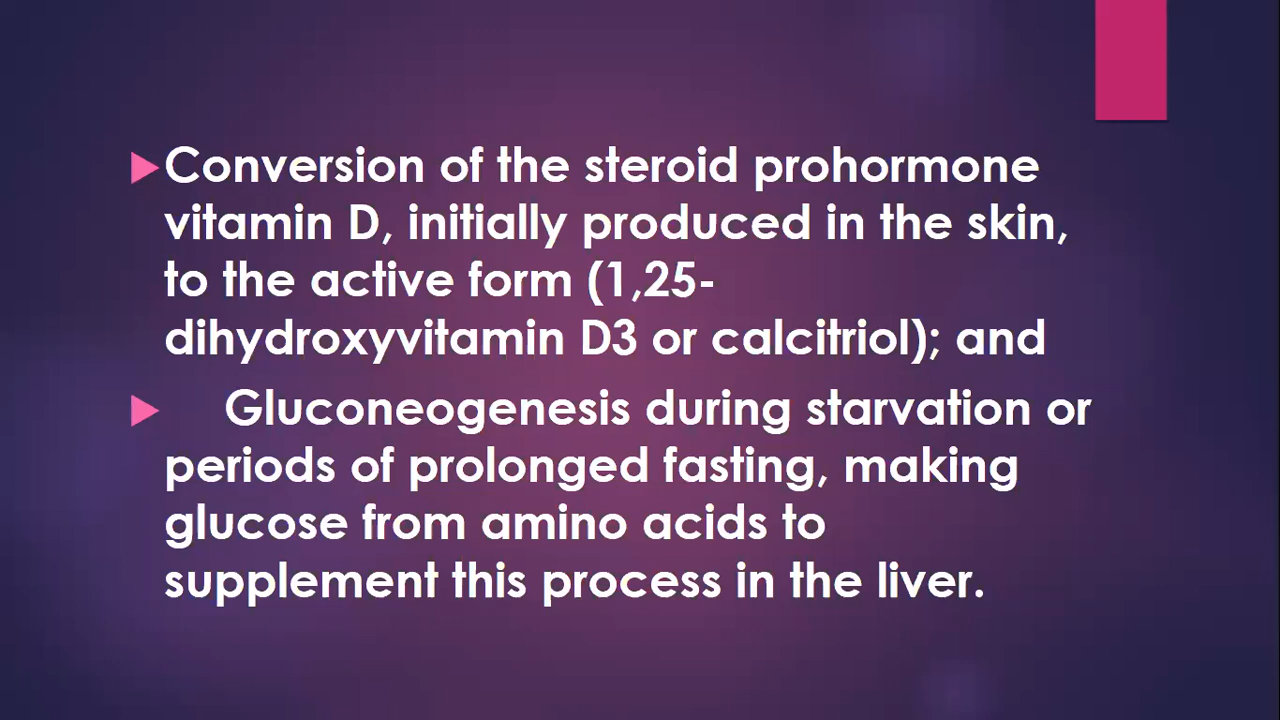 Conversion of the steroid prohormone
vitamin D, initially produced in the skin,
to the active form (1,25-
dihydroxyvitamin D3 or calcitriol); and
Gluconeogenesis during starvation or
periods of prolonged fasting, making
glucose from amino acids to
supplement this process in the liver.